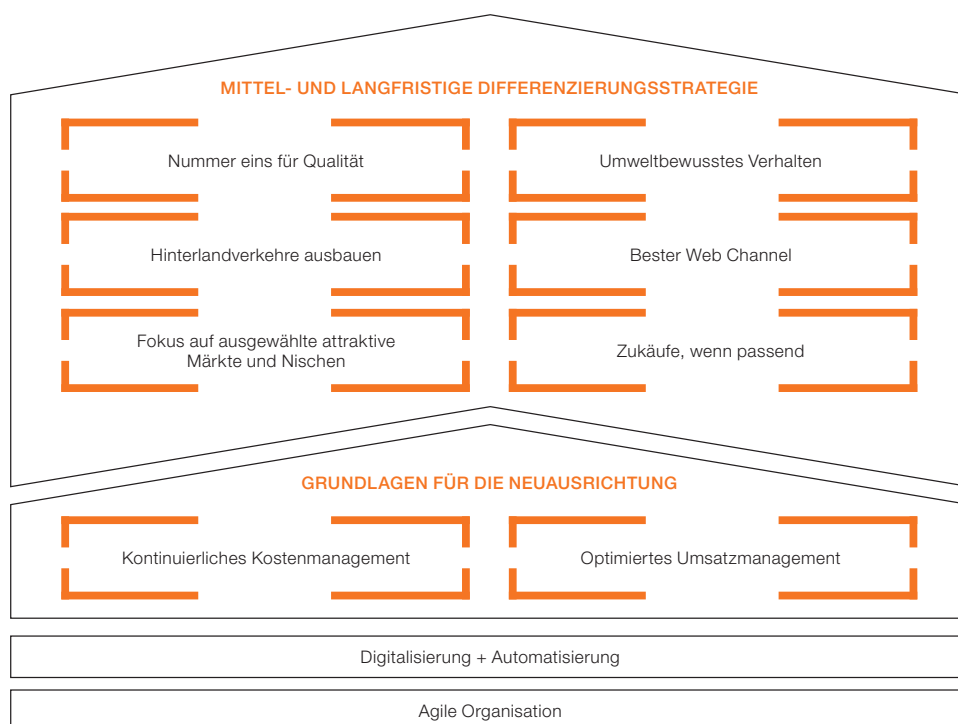 MITTEL- UND LANGFRISTIGE DIFFERENZIERUNGSSTRATEGIE
Nummer eins für Qualität
Umweltbewusstes Verhalten
Hinterlandverkehre ausbauen
Bester Web Channel
Fokus auf ausgewählte attraktive
Märkte und Nischen
Zukäufe, wenn passend
GRUNDLAGEN FÜR DIE NEUAUSRICHTUNG
Kontinuierliches Kostenmanagement
Optimiertes Umsatzmanagement
Digitalisierung + Automatisierung
Agile Organisation